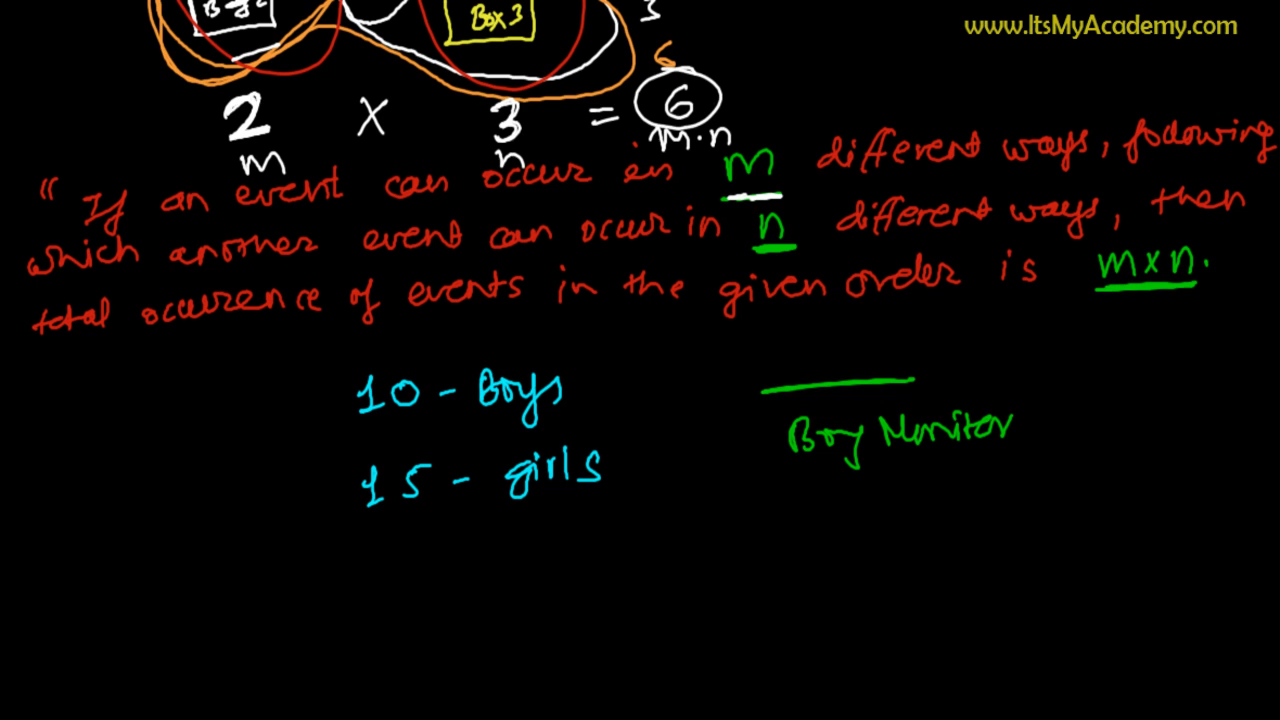 www.ItsMyAcademy.com
Box 3
3
6
2 X 3 = 6
m n m.n
"If an event can occur in m different ways, following
which another event can occur in n different ways, then
total occurrence of events in the given order is m x n.
10 - Boys
Boy Monitor
15 - girls